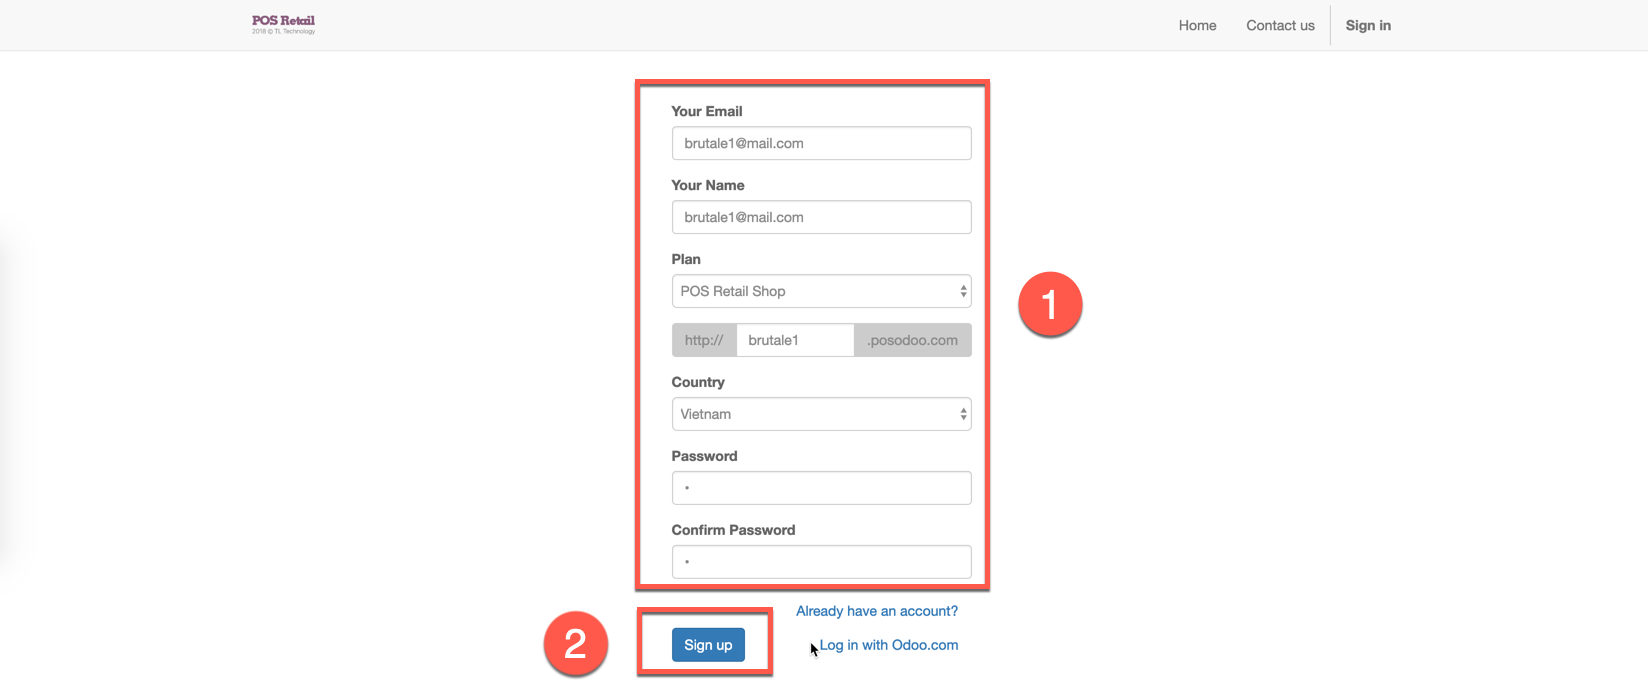 POS Retail
2018 © TL Technology
Home Contact us Sign in
Your Email
brutale1@mail.com
Your Name
brutale1@mail.com
Plan
POS Retail Shop
http:// brutale1 .posodoo.com
1
Country
Vietnam
Password
•
Confirm Password
•
Already have an account?
2 Sign up Log in with Odoo.com